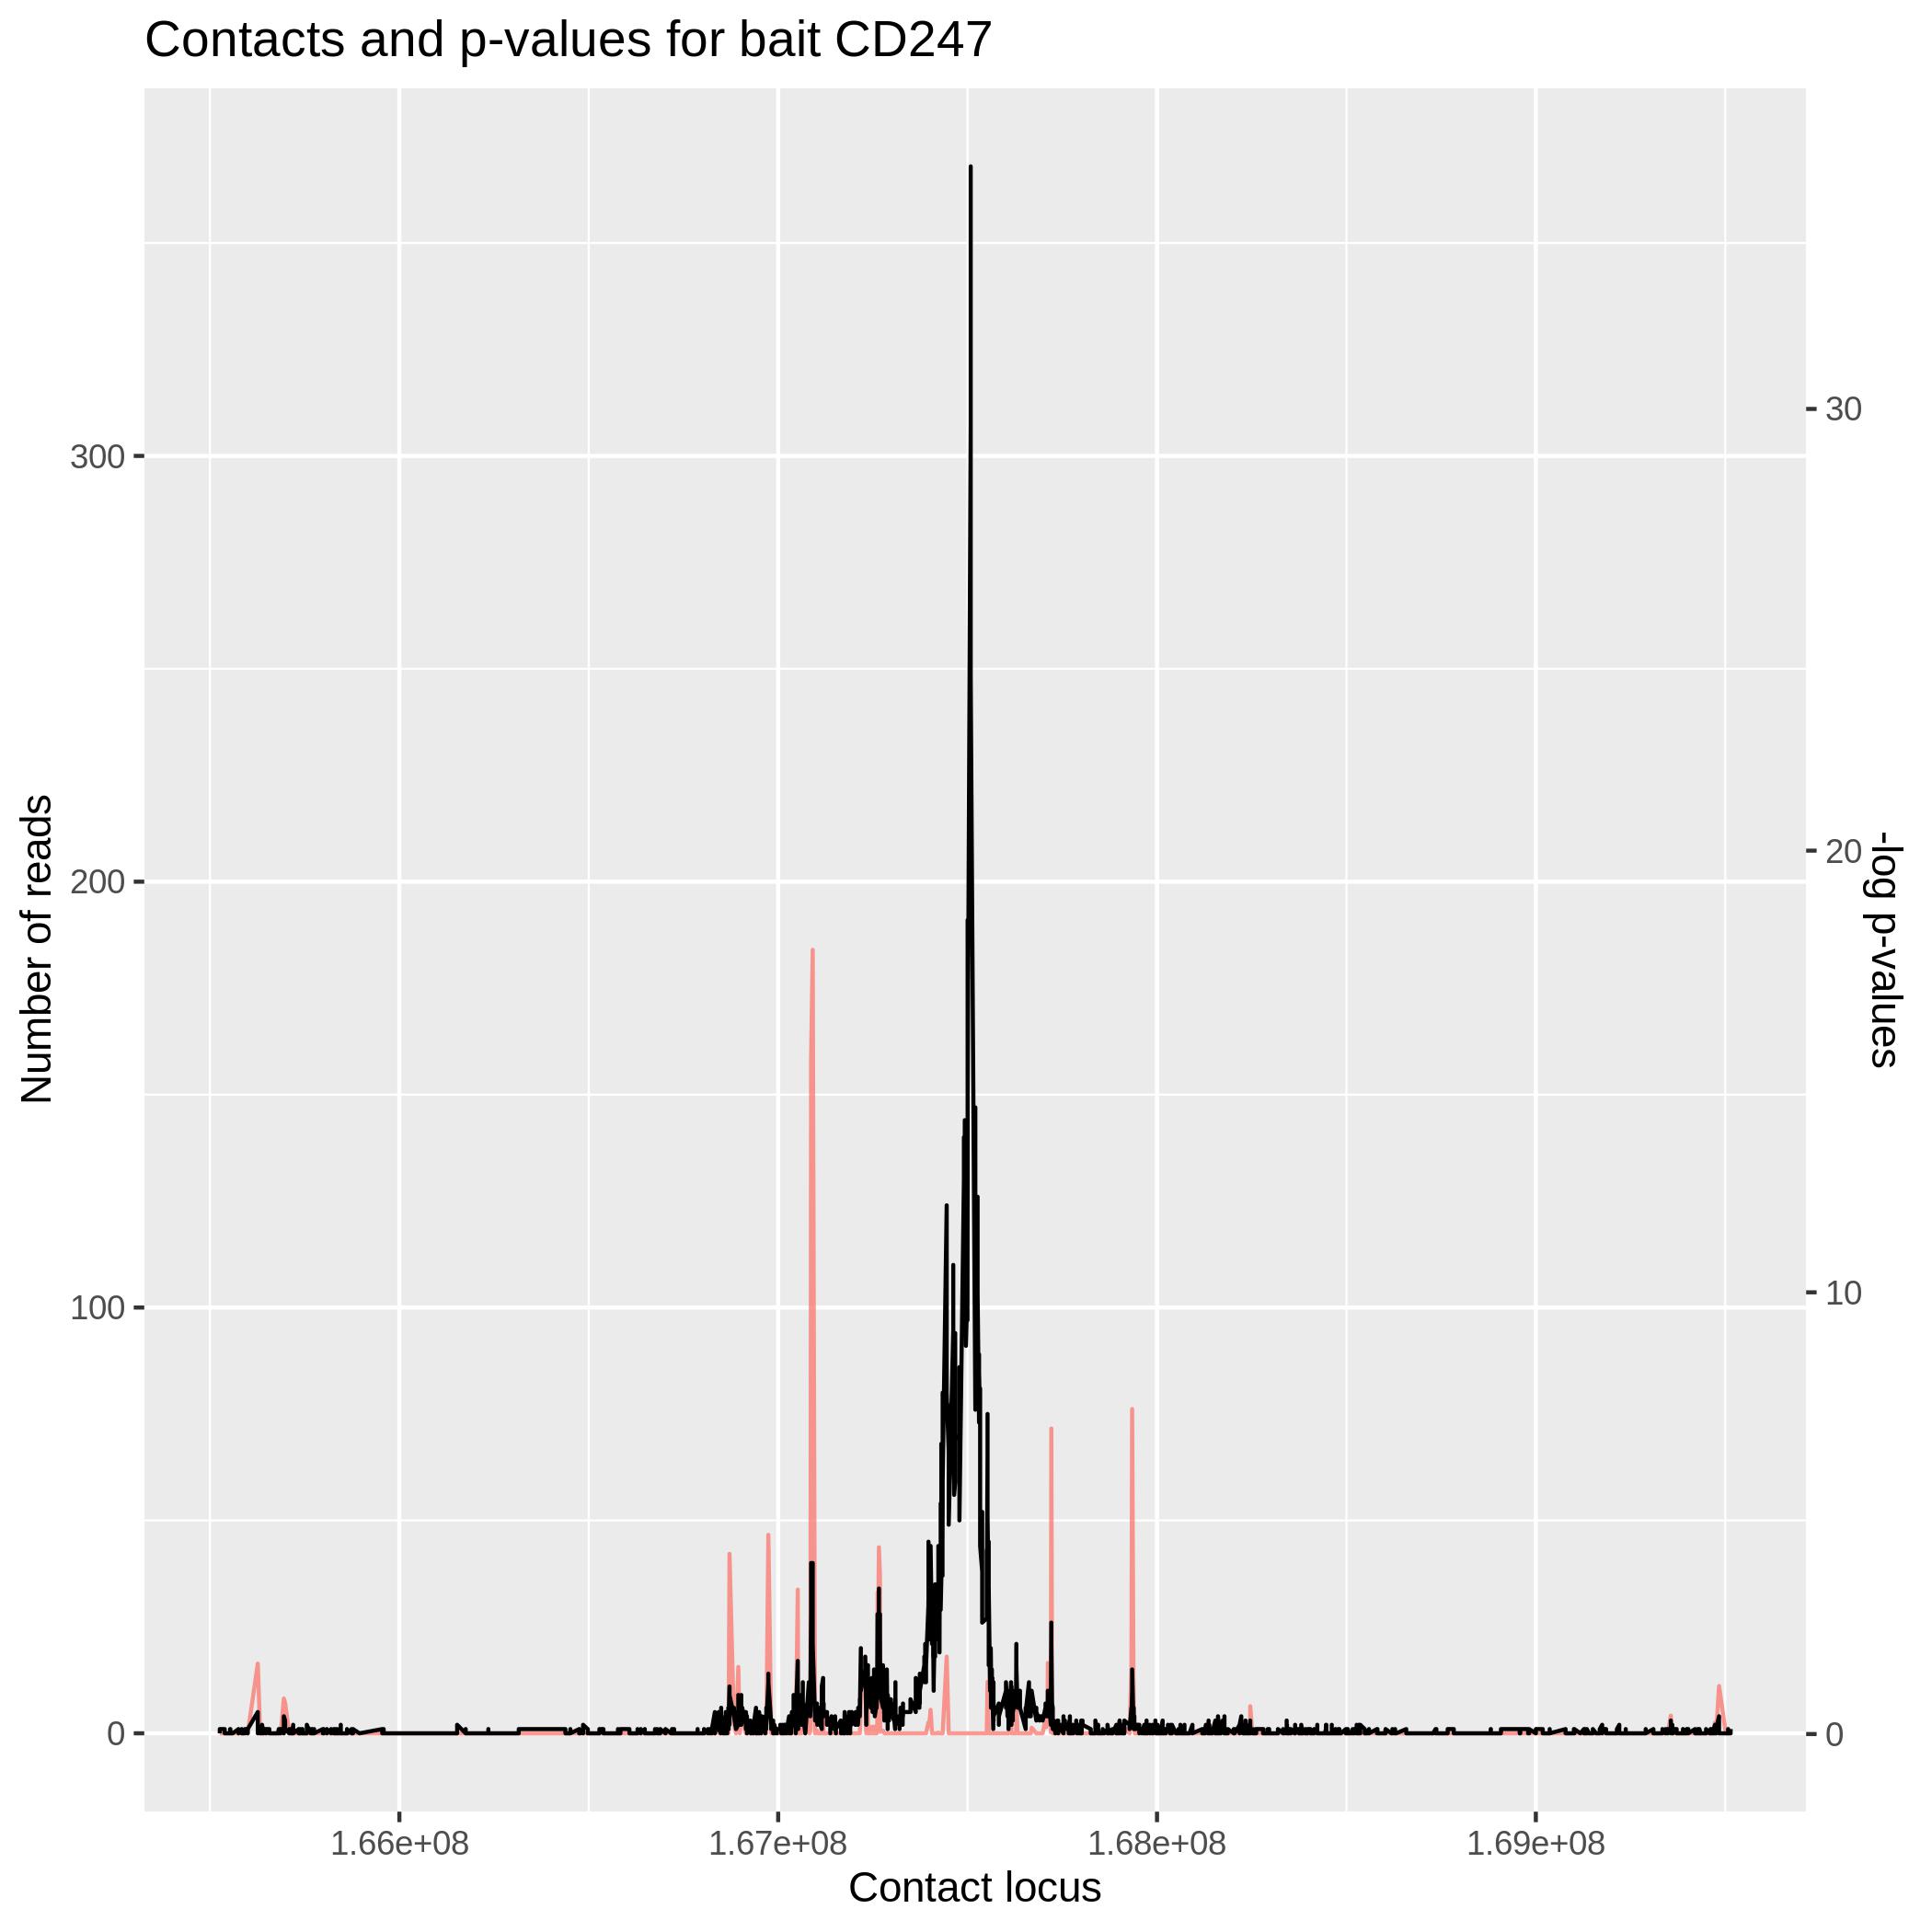 Contacts and p-values for bait CD247
Number of reads
300
200
100
0
30
20
10
0
-log p-values
1.66e+08
1.67e+08
1.68e+08
1.69e+08
Contact locus